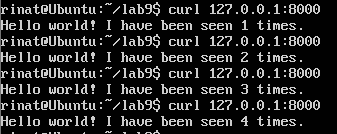 rinat@Ubuntu:~/lab9$ curl 127.0.0.1:8000
Hello world! I have been seen 1 times.
rinat@Ubuntu:~/lab9$ curl 127.0.0.1:8000
Hello world! I have been seen 2 times.
rinat@Ubuntu:~/lab9$ curl 127.0.0.1:8000
Hello world! I have been seen 3 times.
rinat@Ubuntu:~/lab9$ curl 127.0.0.1:8000
Hello world! I have been seen 4 times.